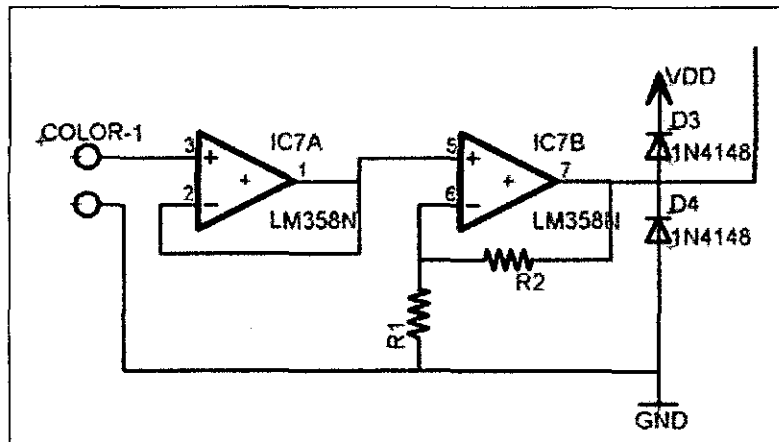 VDD
COLOR-1
IC7A
IC7B
D3
1N4148
3
1
2
5
7
6
LM358N
LM358N
D4
1N4148
R2
R1
GND